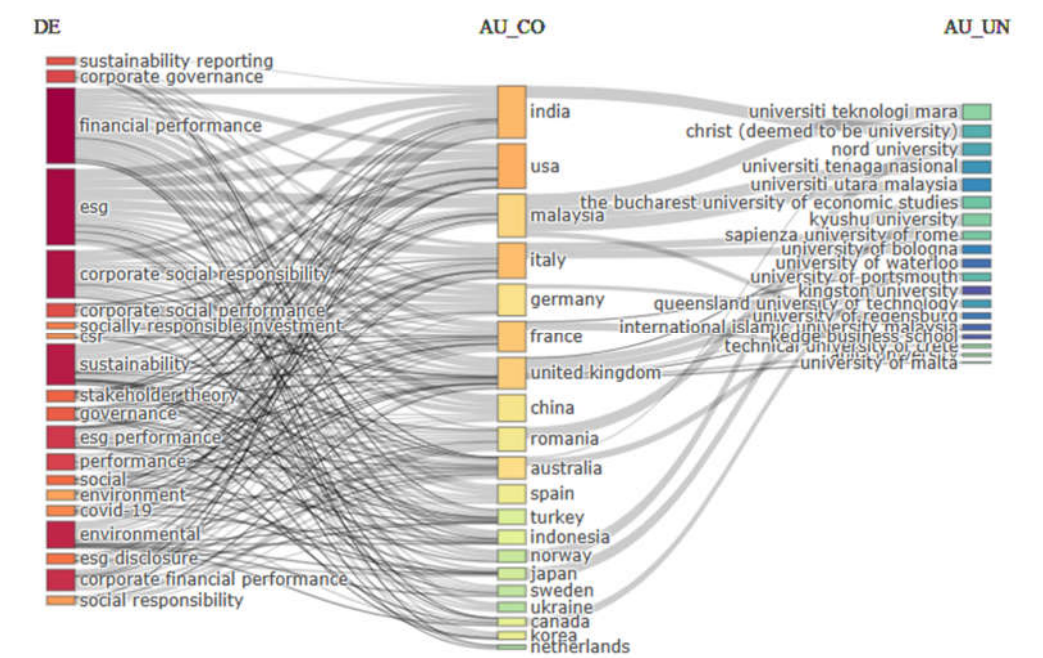 DE
AU_CO
AU_UN
sustainability reporting
corporate governance
financial performance
esg
corporate social responsibility
corporate social performance
socially responsible investment
csr
sustainability
stakeholder theory
governance
esg performance
performance
social
environment
covid-19
environmental
esg disclosure
corporate financial performance
social responsibility
india
usa
malaysia
italy
germany
france
united kingdom
china
romania
australia
spain
turkey
indonesia
norway
japan
sweden
ukraine
canada
korea
netherlands
universiti teknologi mara
christ (deemed to be university)
nord university
universiti tenaga nasional
universiti utara malaysia
the bucharest university of economic studies
kyushu university
sapienza university of rome
university of bologna
university of waterloo
university of portsmouth
kingston university
queensland university of technology
university of regensburg
international islamic university malaysia
kedge business school
technical university of crete
university of malta